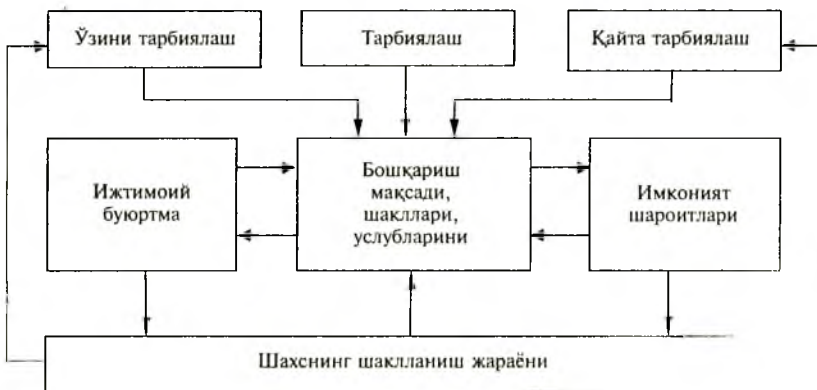 Ўзини тарбиялаш
Тарбиялаш
Қайта тарбиялаш
Ижтимоий
буюртма
Бошқариш
мақсади,
шакллари,
услубларини
Имконият
шароитлари
Шахснинг шаклланиш жараёни